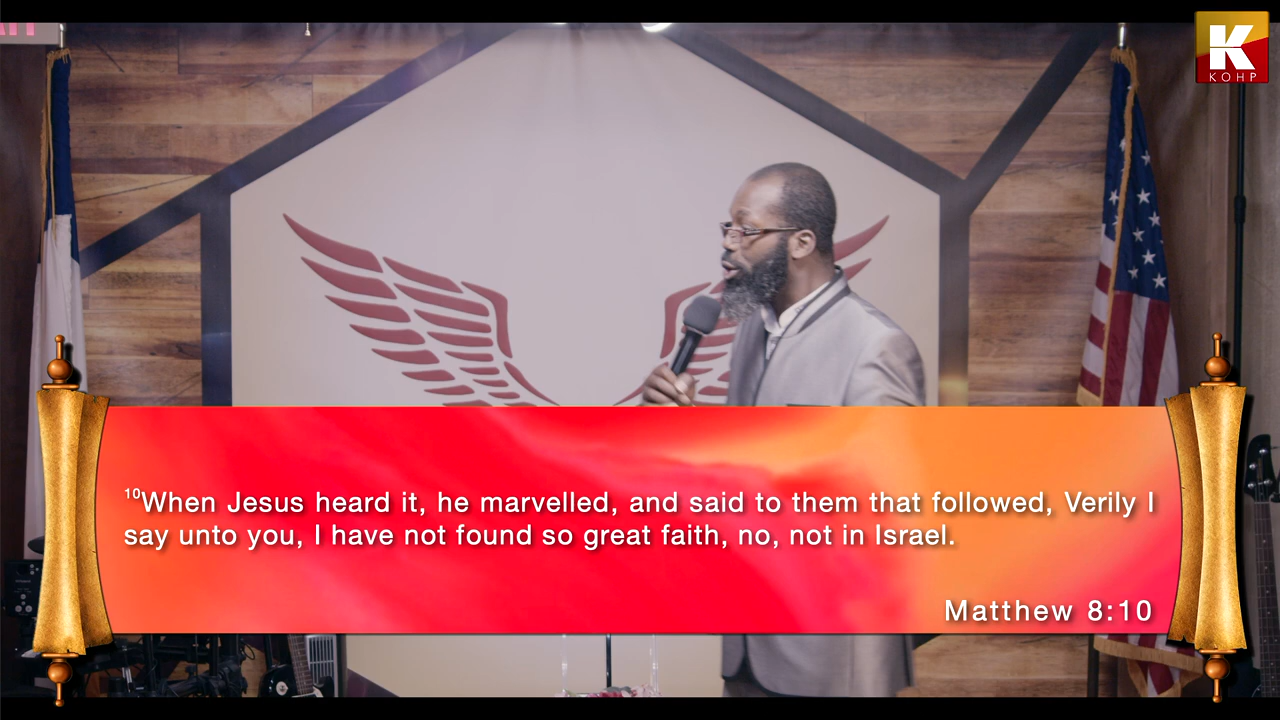 K
KOHP
¹⁰When Jesus heard it, he marvelled, and said to them that followed, Verily I
say unto you, I have not found so great faith, no, not in Israel.
Matthew 8:10